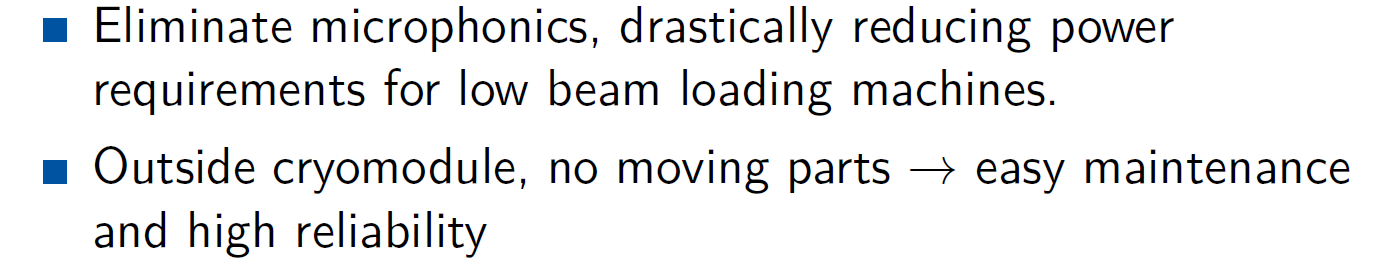 ■ Eliminate microphonics, drastically reducing power
requirements for low beam loading machines.
■ Outside cryomodule, no moving parts → easy maintenance
and high reliability